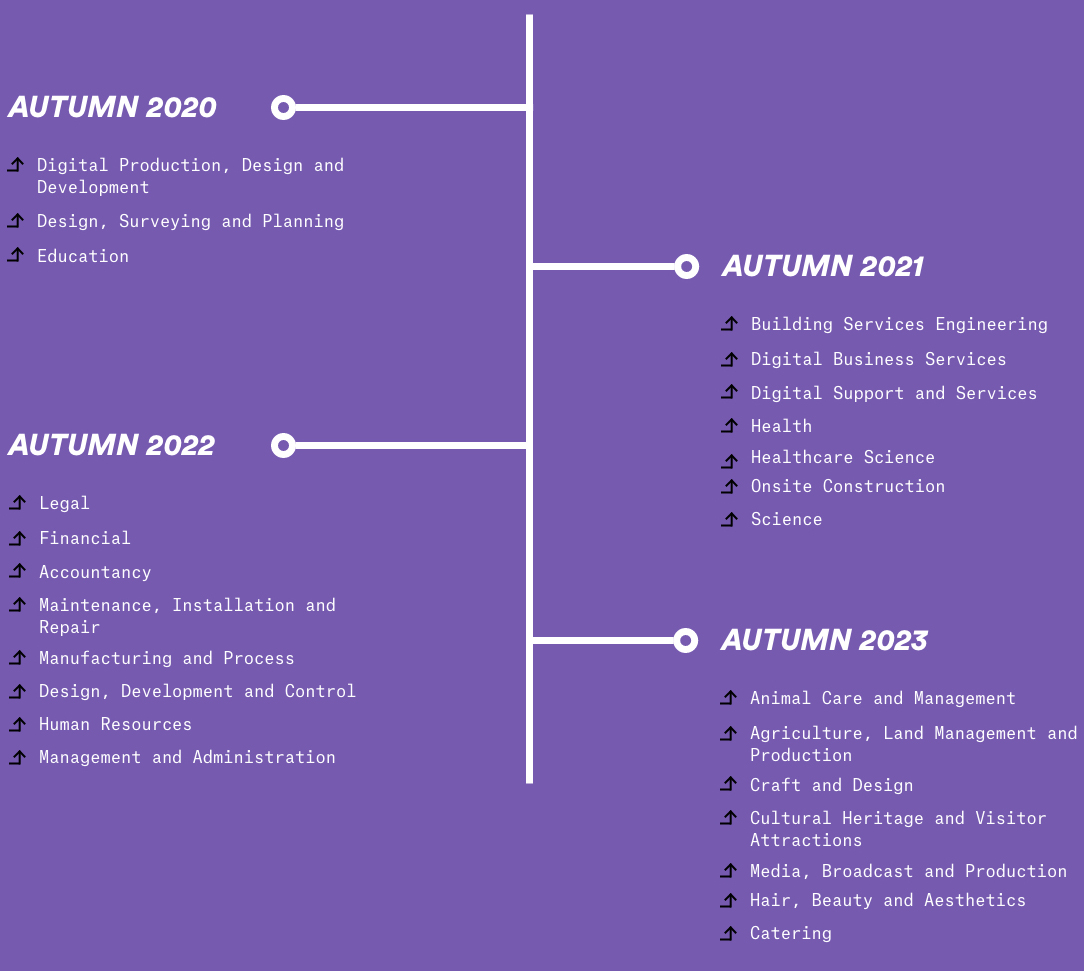 AUTUMN 2020
Digital Production, Design and
Development
Design, Surveying and Planning
Education
AUTUMN 2021
Building Services Engineering
Digital Business Services
Digital Support and Services
Health
Healthcare Science
Onsite Construction
Science
AUTUMN 2022
Legal
Financial
Accountancy
Maintenance, Installation and
Repair
Manufacturing and Process
Design, Development and Control
Human Resources
Management and Administration
AUTUMN 2023
Animal Care and Management
Agriculture, Land Management and
Production
Craft and Design
Cultural Heritage and Visitor
Attractions
Media, Broadcast and Production
Hair, Beauty and Aesthetics
Catering